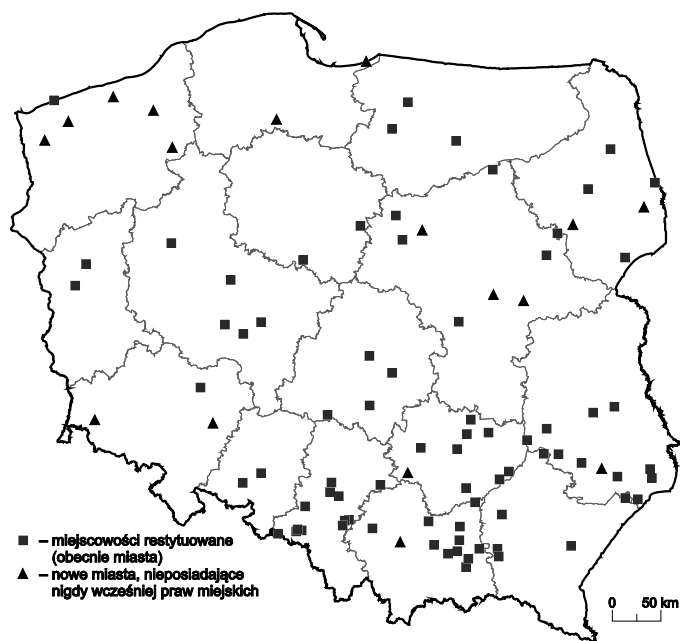 – miejscowości restytuowane
(obecnie miasta)
– nowe miasta, nieposiadające
nigdy wcześniej praw miejskich
0 50 km